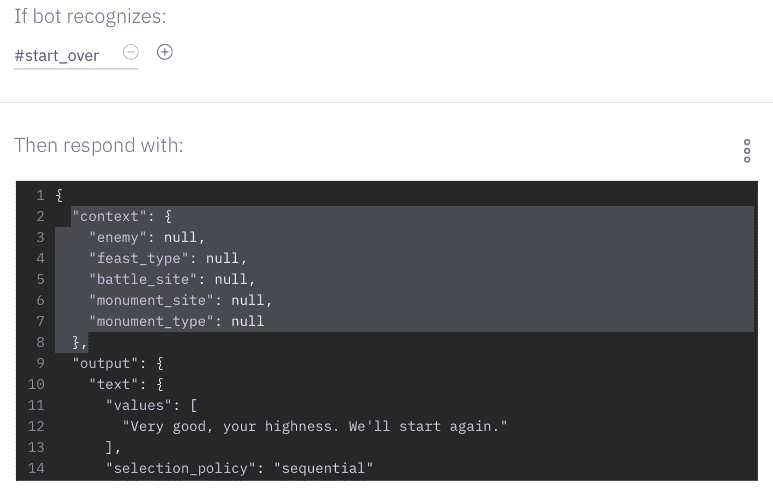 If bot recognizes:
#start_over
Then respond with:
1 {
2 "context": {
3 "enemy": null,
4 "feast_type": null,
5 "battle_site": null,
6 "monument_site": null,
7 "monument_type": null
8 },
9 "output": {
10 "text": {
11 "values": [
12 "Very good, your highness. We'll start again."
13 ],
14 "selection_policy": "sequential"